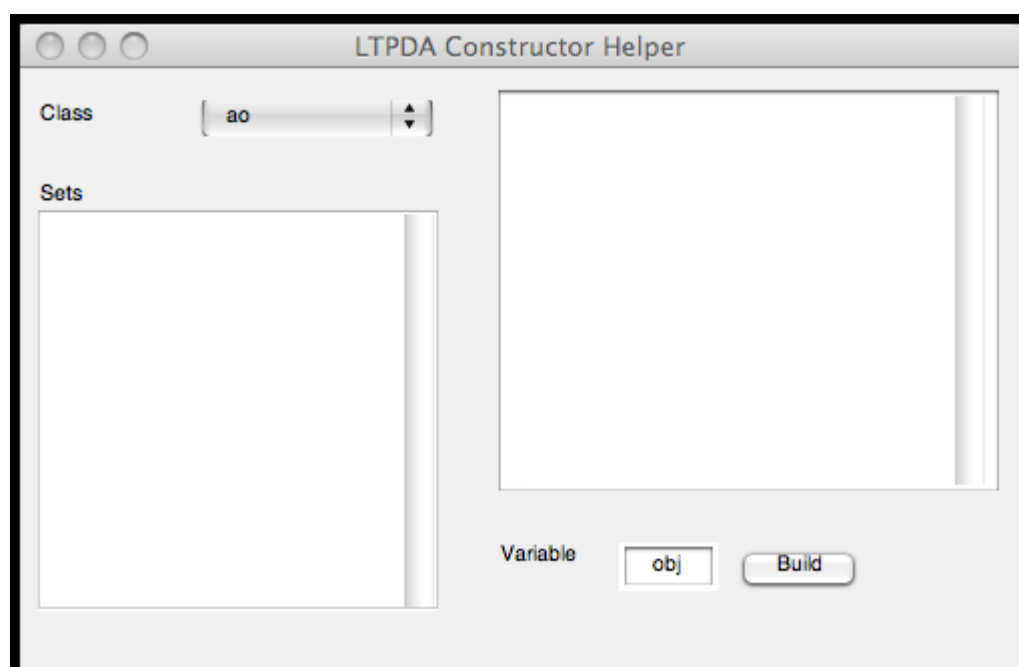 LTPDA Constructor Helper
Class
ao
Sets
Variable
obj
Build